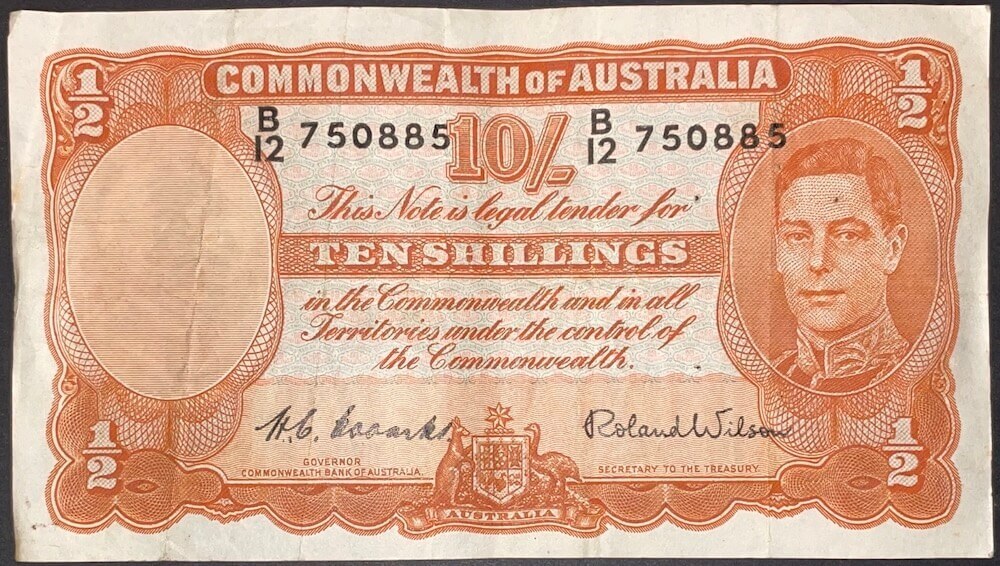 COMMONWEALTH OF AUSTRALIA
1/2 1/2
B/12 750885 10/- B/12 750885
This Note is legal tender for
TEN SHILLINGS
in the Commonwealth and in all
Territories under the control of
the Commonwealth.
1/2 1/2
H.C. Coombs Roland Wilson
GOVERNOR
COMMONWEALTH BANK OF AUSTRALIA. SECRETARY TO THE TREASURY.
AUSTRALIA